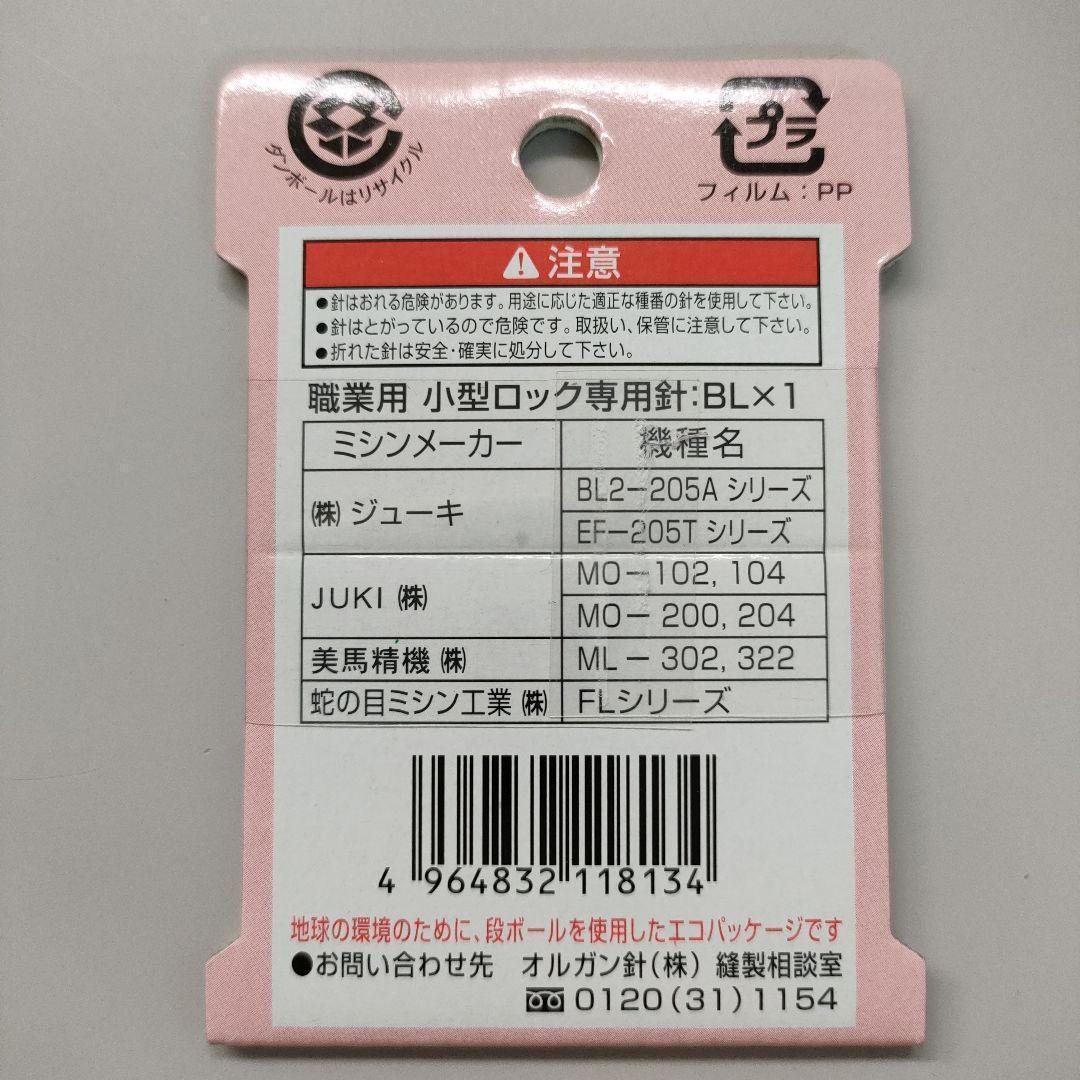 ダンボールはリサイクル
プラ
フィルム：PP
注意
●針はおれる危険があります。用途に応じた適正な種番の針を使用して下さい。
●針はとがっているので危険です。取扱い、保管に注意して下さい。
●折れた針は安全・確実に処分して下さい。
職業用 小型ロック専用針：BL×1
ミシンメーカー 機種名
㈱ ジューキ BL2－205A シリーズ
EF－205T シリーズ
JUKI ㈱ MO－102, 104
MO－200, 204
美馬精機 ㈱ ML－302, 322
蛇の目ミシン工業 ㈱ FLシリーズ
4 964832 118134
地球の環境のために、段ボールを使用したエコパッケージです
●お問い合わせ先 オルガン針（株）縫製相談室
0120（31）1154